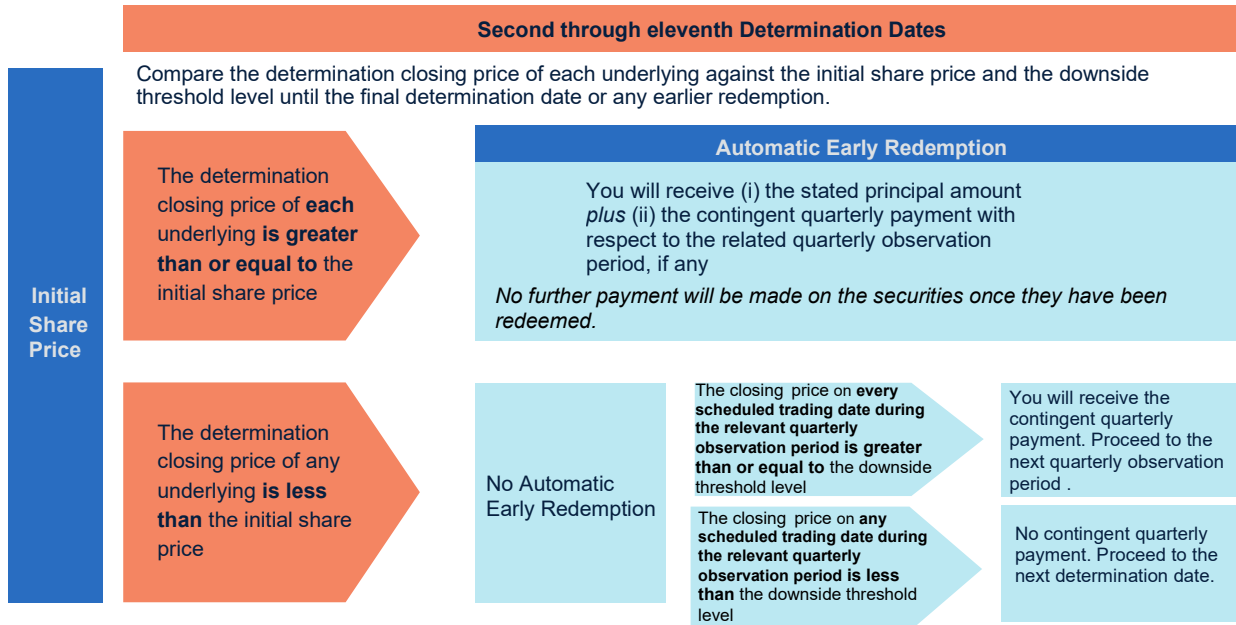 Second through eleventh Determination Dates
Compare the determination closing price of each underlying against the initial share price and the downside
threshold level until the final determination date or any earlier redemption.
Initial
Share
Price
The determination
closing price of each
underlying is greater
than or equal to the
initial share price
Automatic Early Redemption
You will receive (i) the stated principal amount
plus (ii) the contingent quarterly payment with
respect to the related quarterly observation
period, if any
No further payment will be made on the securities once they have been
redeemed.
The determination
closing price of any
underlying is less
than the initial share
price
No Automatic
Early Redemption
The closing price on every
scheduled trading date during
the relevant quarterly
observation period is greater
than or equal to the downside
threshold level
You will receive the
contingent quarterly
payment. Proceed to the
next quarterly observation
period .
The closing price on any
scheduled trading date during
the relevant quarterly
observation period is less
than the downside threshold
level
No contingent quarterly
payment. Proceed to the
next determination date.